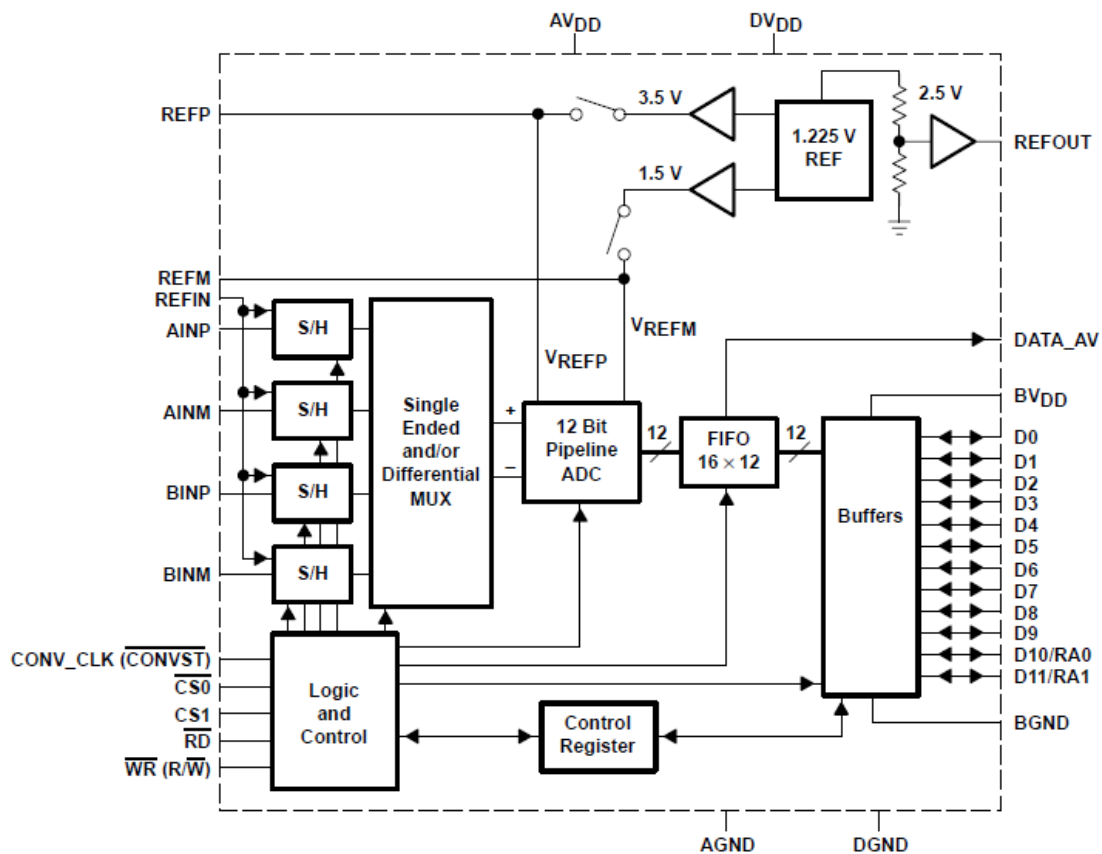 AVDD
DVDD
REFP
3.5 V
2.5 V
1.225 V
REF
REFOUT
1.5 V
REFM
REFIN
AINP
S/H
VREFM
VREFP
DATA_AV
AINM
S/H
Single
Ended
and/or
Differential
MUX
+
–
12 Bit
Pipeline
ADC
12
FIFO
16 × 12
12
BVDD
Buffers
D0
D1
D2
D3
D4
D5
D6
D7
D8
D9
D10/RA0
D11/RA1
BINP
S/H
BINM
S/H
CONV_CLK (CONVST)
CS0
CS1
RD
WR (R/W)
Logic
and
Control
Control
Register
BGND
AGND
DGND